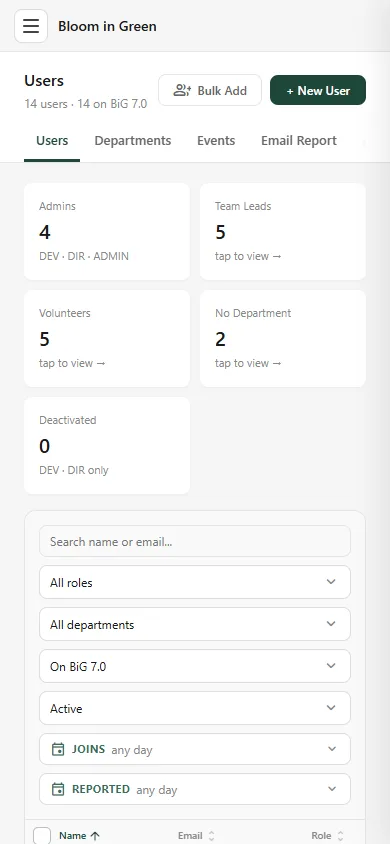 Bloom in Green
Users
14 users · 14 on BiG 7.0
Bulk Add
+ New User
Users Departments Events Email Report
Admins
4
DEV · DIR · ADMIN
Team Leads
5
tap to view →
Volunteers
5
tap to view →
No Department
2
tap to view →
Deactivated
0
DEV · DIR only
Search name or email...
All roles
All departments
On BiG 7.0
Active
JOINS any day
REPORTED any day
Name ↑ Email Role